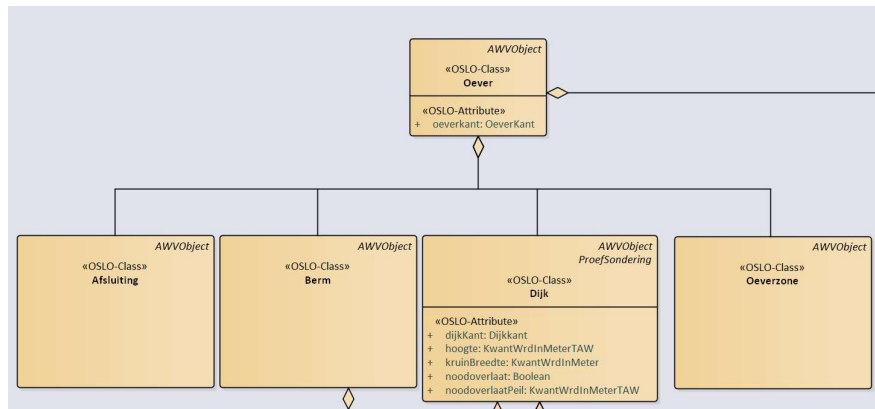 AWVObject
«OSLO-Class»
Oever
«OSLO-Attribute»
+ oeverkant: OeverKant
AWVObject
«OSLO-Class»
Afsluiting
AWVObject
«OSLO-Class»
Berm
AWVObject
ProefSondering
«OSLO-Class»
Dijk
«OSLO-Attribute»
+ dijkKant: Dijkkant
+ hoogte: KwantWrdInMeterTAW
+ kruinBreedte: KwantWrdInMeter
+ noodoverlaat: Boolean
+ noodoverlaatPeil: KwantWrdInMeterTAW
AWVObject
«OSLO-Class»
Oeverzone